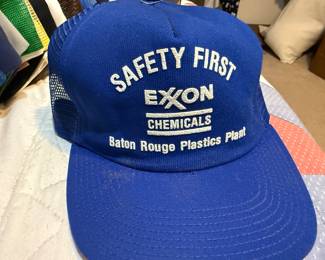 SAFETY FIRST
EXXON
CHEMICALS
Baton Rouge Plastics Plant